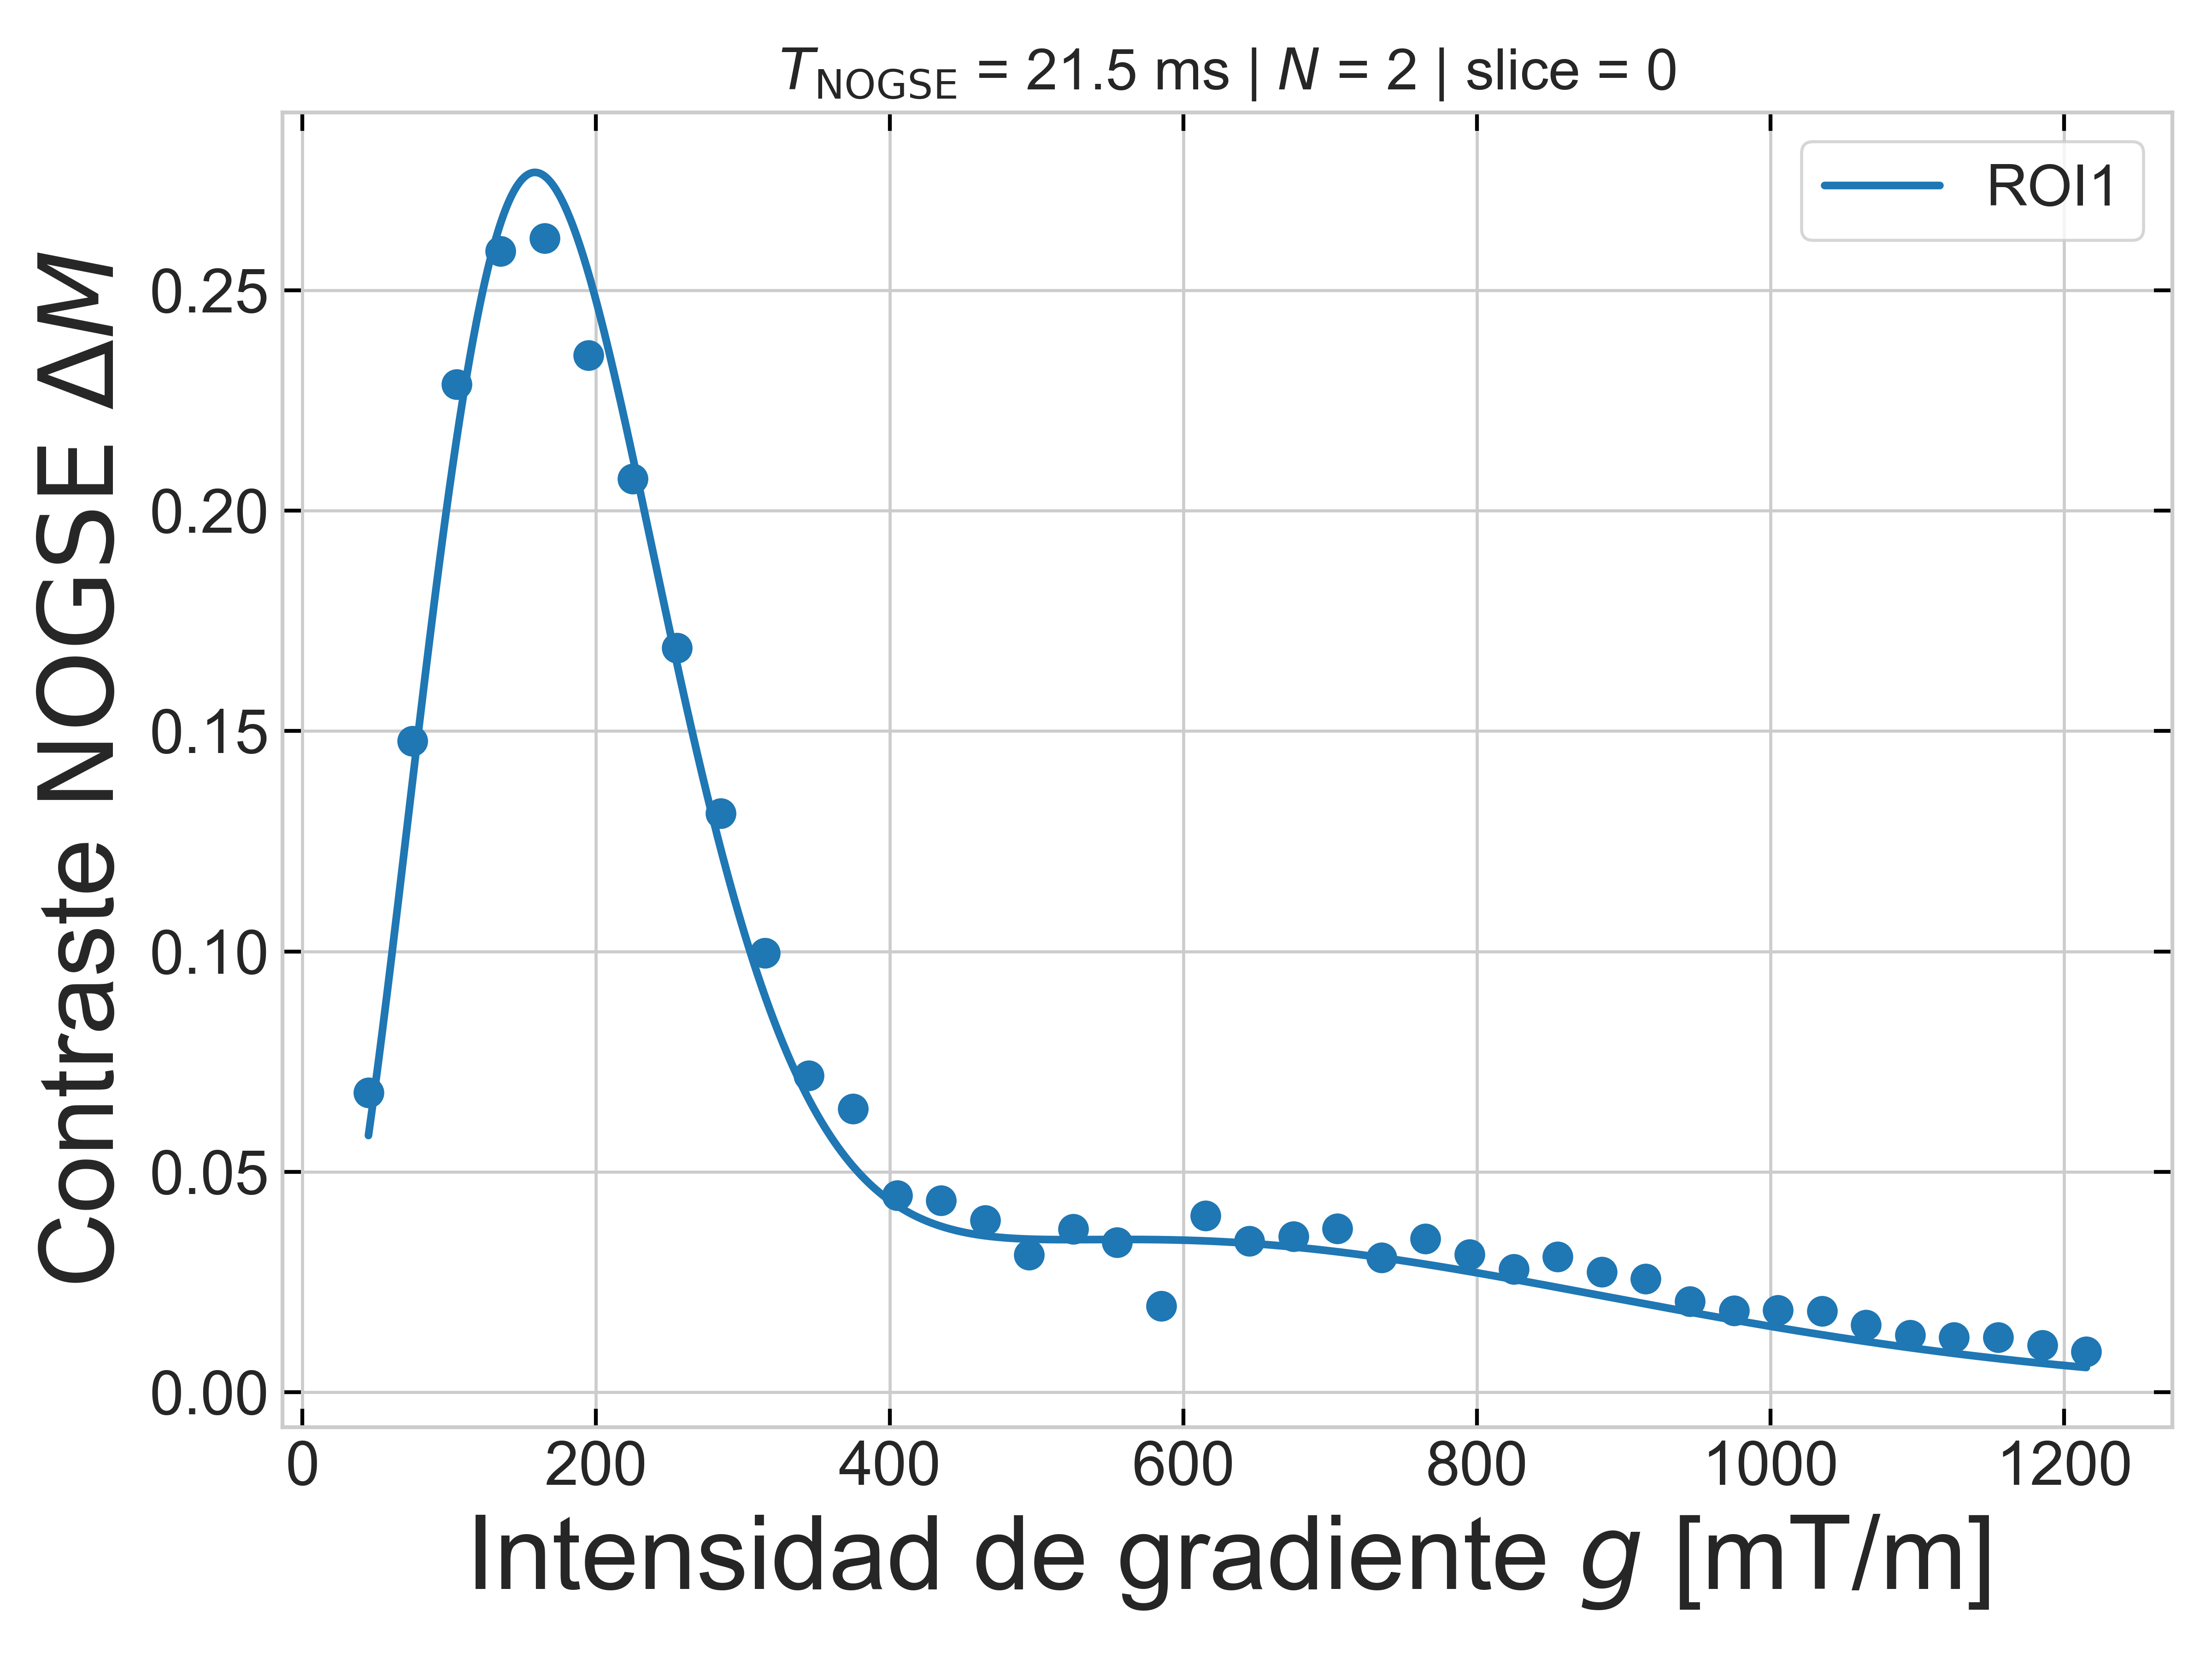 T_NOGSE = 21.5 ms | N = 2 | slice = 0
ROI1
Contraste NOGSE ΔM
0.25
0.20
0.15
0.10
0.05
0.00
0 200 400 600 800 1000 1200
Intensidad de gradiente g [mT/m]